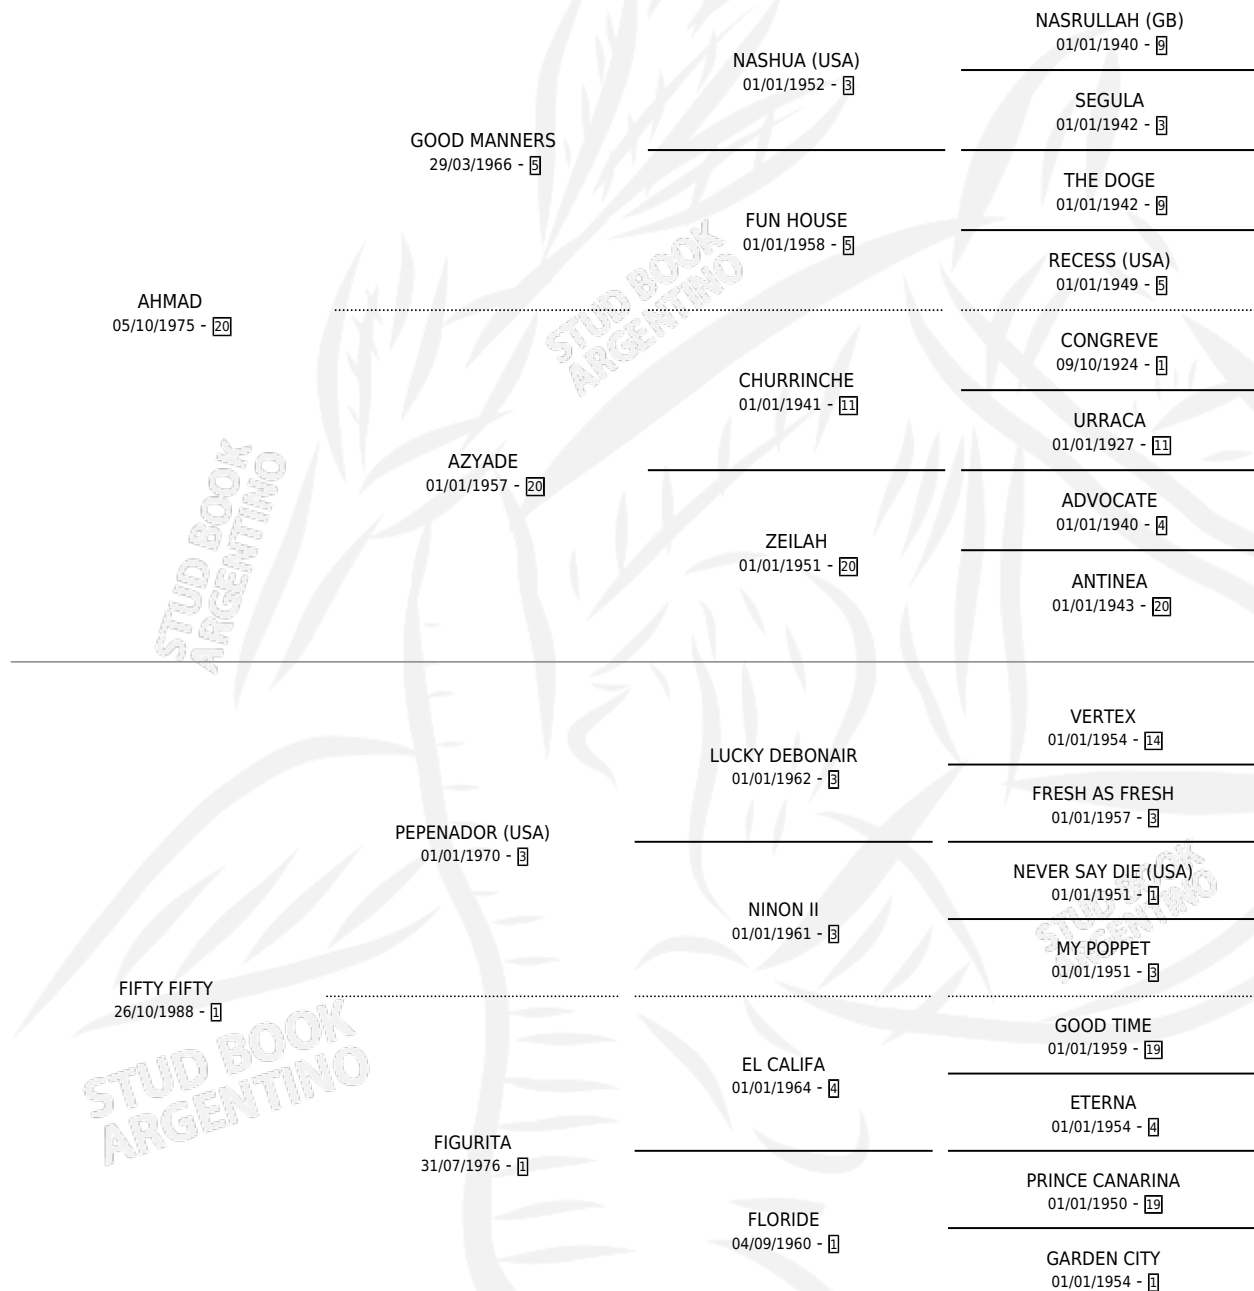 NASRULLAH (GB)
01/01/1940 - 9
NASHUA (USA)
01/01/1952 - 3
SEGULA
01/01/1942 - 3
GOOD MANNERS
29/03/1966 - 5
THE DOGE
01/01/1942 - 9
FUN HOUSE
01/01/1958 - 5
RECESS (USA)
01/01/1949 - 5
AHMAD
05/10/1975 - 20
CONGREVE
09/10/1924 - 1
CHURRINCHE
01/01/1941 - 11
URRACA
01/01/1927 - 11
AZYADE
01/01/1957 - 20
ADVOCATE
01/01/1940 - 4
ZEILAH
01/01/1951 - 20
ANTINEA
01/01/1943 - 20
VERTEX
01/01/1954 - 14
LUCKY DEBONAIR
01/01/1962 - 3
FRESH AS FRESH
01/01/1957 - 3
PEPENADOR (USA)
01/01/1970 - 3
NEVER SAY DIE (USA)
01/01/1951 - 1
NINON II
01/01/1961 - 3
MY POPPET
01/01/1951 - 3
FIFTY FIFTY
26/10/1988 - 1
GOOD TIME
01/01/1959 - 19
EL CALIFA
01/01/1964 - 4
ETERNA
01/01/1954 - 4
FIGURITA
31/07/1976 - 1
PRINCE CANARINA
01/01/1950 - 19
FLORIDE
04/09/1960 - 1
GARDEN CITY
01/01/1954 - 1
STUD BOOK
ARGENTINO
STUD BOOK
ARGENTINO
STUD BOOK
ARGENTINO
STUD BOOK
ARGENTINO